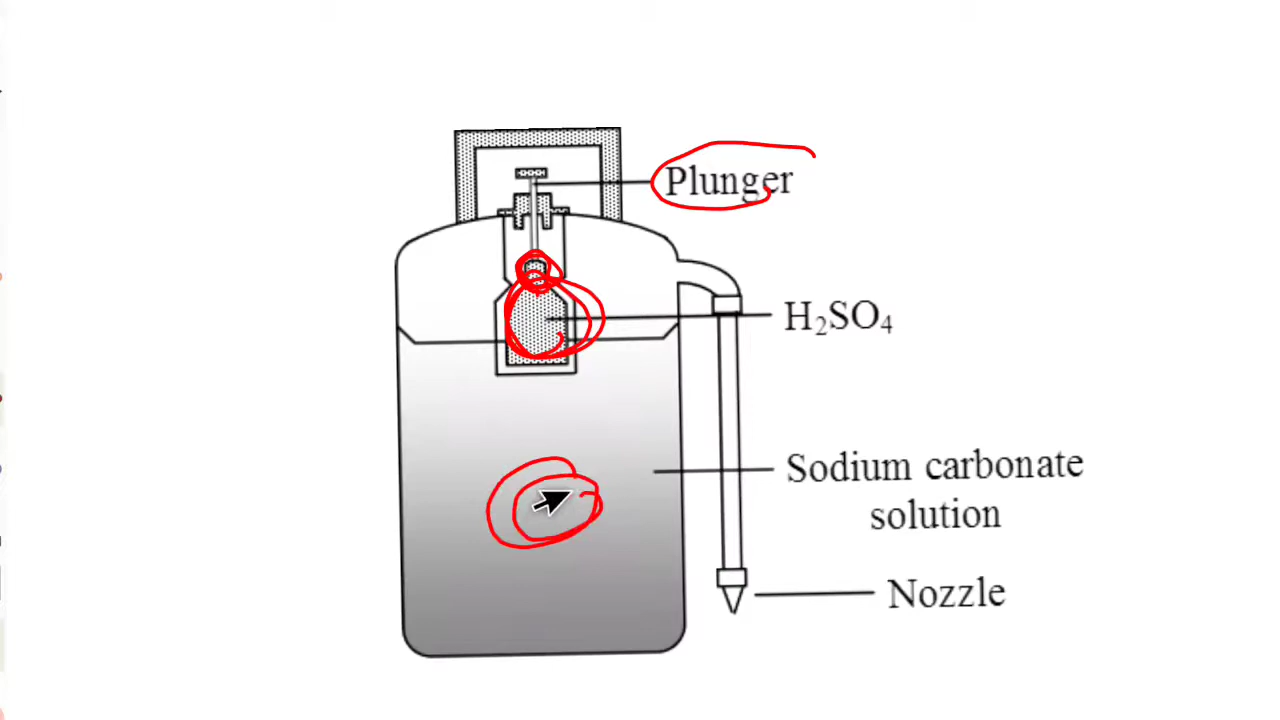 Plunger
H₂SO₄
Sodium carbonate
solution
Nozzle